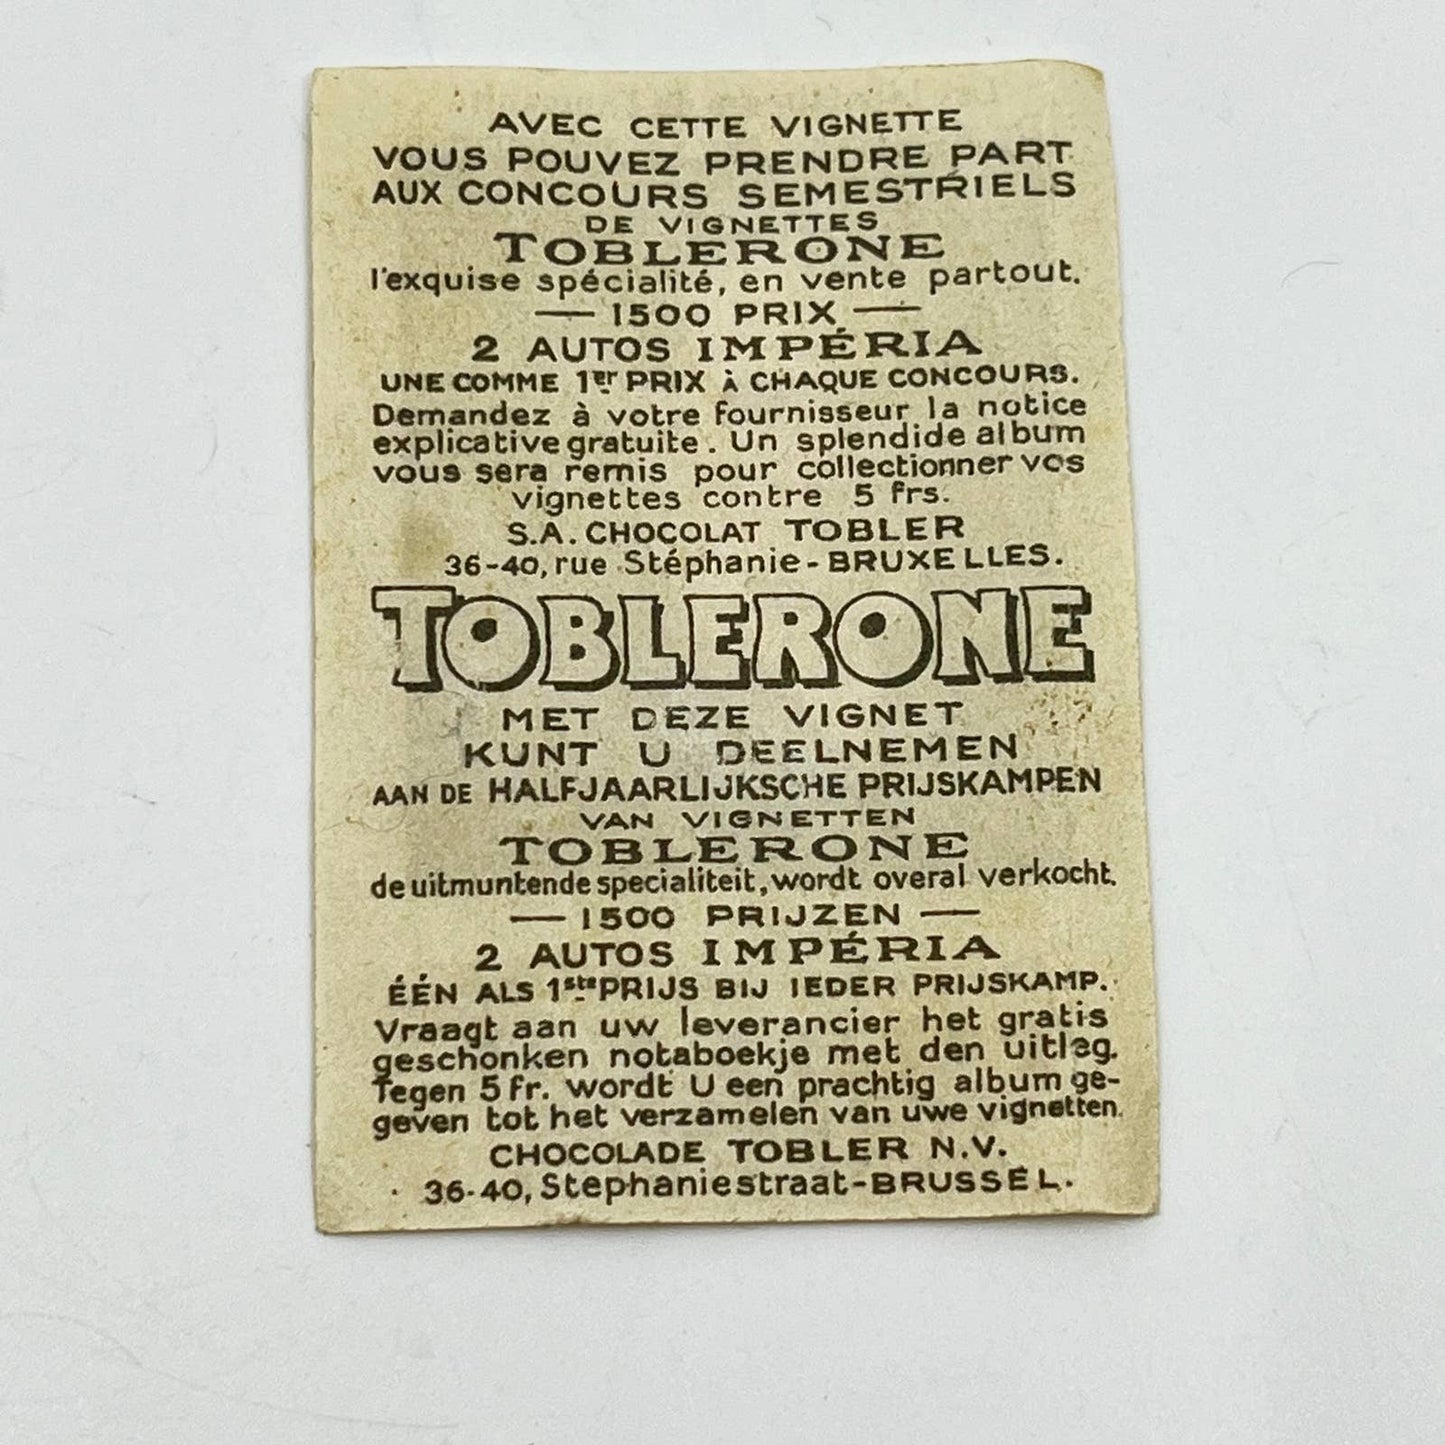 AVEC CETTE VIGNETTE
VOUS POUVEZ PRENDRE PART
AUX CONCOURS SEMESTRIELS
DE VIGNETTES
TOBLERONE
l'exquise spécialité, en vente partout.
— 1500 PRIX —
2 AUTOS IMPÉRIA
UNE COMME 1er PRIX À CHAQUE CONCOURS.
Demandez à votre fournisseur la notice
explicative gratuite. Un splendide album
vous sera remis pour collectionner vos
vignettes contre 5 frs.
S.A. CHOCOLAT TOBLER
36-40, rue Stéphanie - BRUXELLES.
TOBLERONE
MET DEZE VIGNET
KUNT U DEELNEMEN
AAN DE HALFJAARLIJKSCHE PRIJSKAMPEN
VAN VIGNETTEN
TOBLERONE
de uitmuntende specialiteit, wordt overal verkocht.
— 1500 PRIJZEN —
2 AUTOS IMPÉRIA
ÉÉN ALS 1ste PRIJS BIJ IEDER PRIJSKAMP.
Vraagt aan uw leverancier het gratis
geschonken notaboekje met den uitleg.
Tegen 5 fr. wordt U een prachtig album ge-
geven tot het verzamelen van uwe vignetten.
CHOCOLADE TOBLER N.V.
36-40, Stephaniestraat - BRUSSEL.